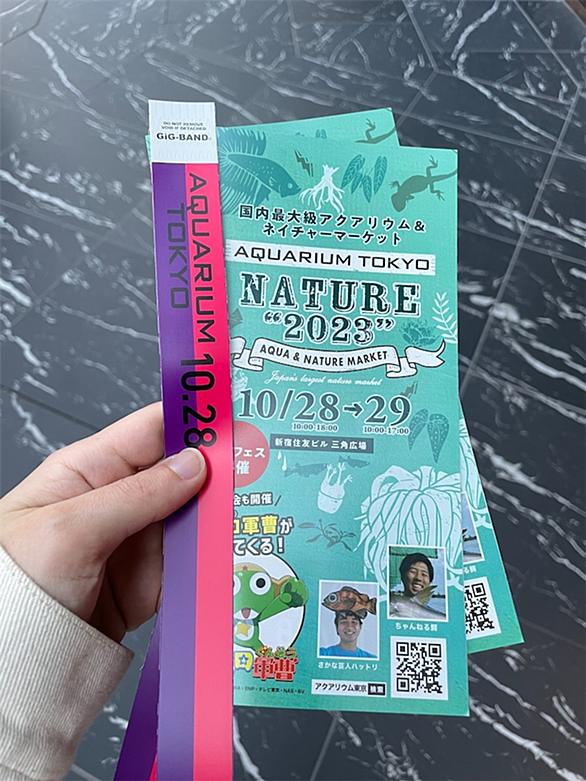 DO NOT REMOVE
VOID IF DETACHED
GiG-BAND
AQUARIUM
TOKYO
10.28
国内最大級アクアリウム&
ネイチャーマーケット
AQUARIUM TOKYO
NATURE
"2023"
AQUA & NATURE MARKET
Japan's largest nature market
10/28→29
10:00-18:00 10:00-17:00
新宿住友ビル 三角広場
フェス
催
会も開催
軍曹が
てくる!
軍曹
ちゃんねる鰐
さかな芸人ハットリ
アクアリウム東京 検索